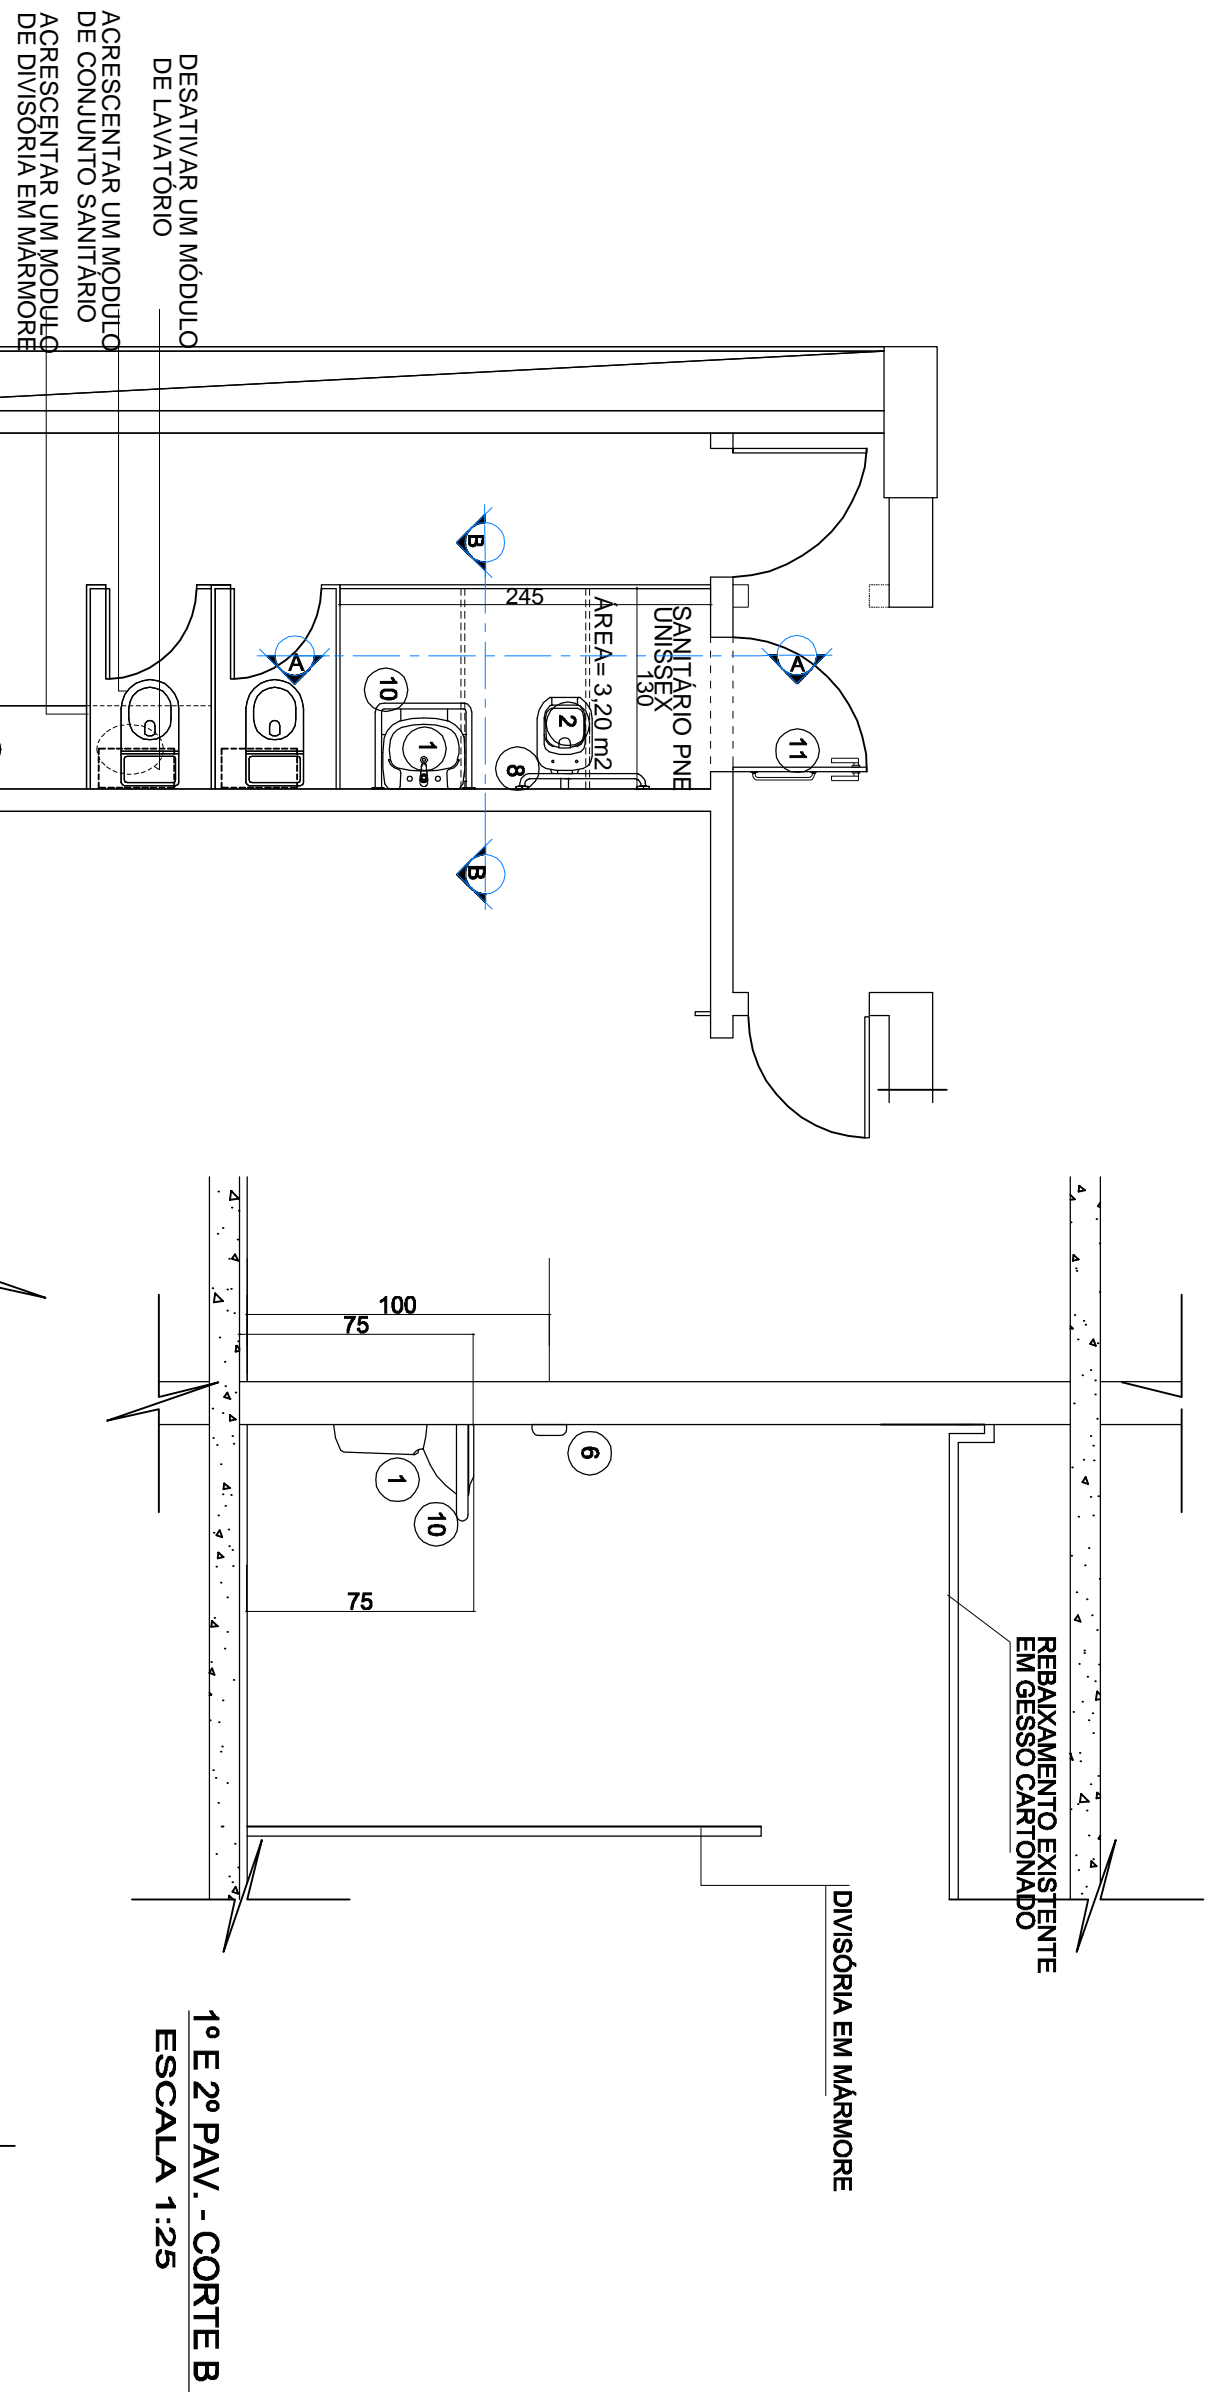 DESATIVAR UM MÓDULO
DE LAVATÓRIO
ACRESCENTAR UM MÓDULO
DE CONJUNTO SANITÁRIO
ACRESCENTAR UM MÓDULO
DE DIVISÓRIA EM MÁRMORE
B
245
SANITÁRIO PNE
UNISSEX
130
ÁREA= 3,20 m2
A
A
10
1
2
8
11
B
100
75
6
1
10
75
REBAIXAMENTO EXISTENTE
EM GESSO CARTONADO
DIVISÓRIA EM MÁRMORE
1º E 2º PAV. - CORTE B
ESCALA 1:25